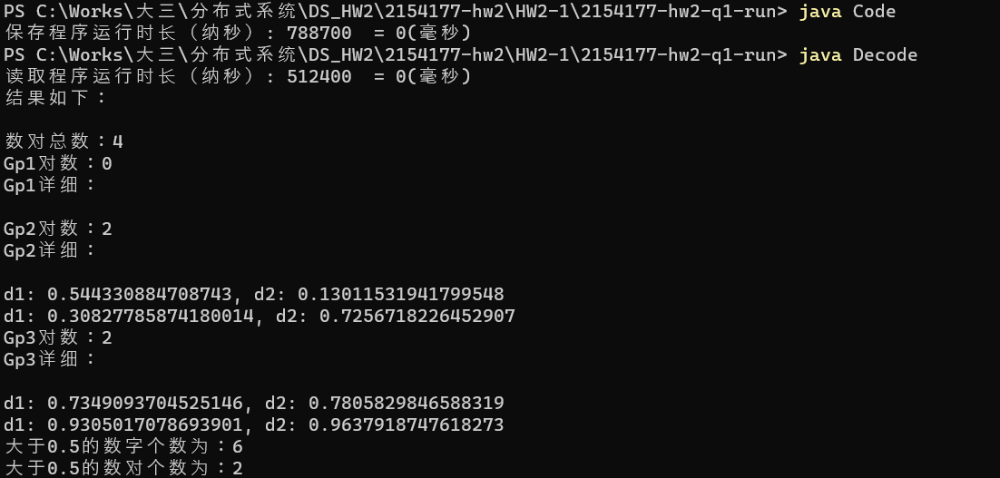 PS C:\Works\大三\分布式系统\DS_HW2\2154177-hw2\HW2-1\2154177-hw2-q1-run> java Code
保存程序运行时长（纳秒）: 788700  = 0(毫秒)
PS C:\Works\大三\分布式系统\DS_HW2\2154177-hw2\HW2-1\2154177-hw2-q1-run> java Decode
读取程序运行时长（纳秒）: 512400  = 0(毫秒)
结果如下：
数对总数：4
Gp1对数：0
Gp1详细：
Gp2对数：2
Gp2详细：
d1: 0.544330884708743, d2: 0.13011531941799548
d1: 0.30827785874180014, d2: 0.7256718226452907
Gp3对数：2
Gp3详细：
d1: 0.7349093704525146, d2: 0.7805829846588319
d1: 0.9305017078693901, d2: 0.9637918747618273
大于0.5的数字个数为：6
大于0.5的数对个数为：2